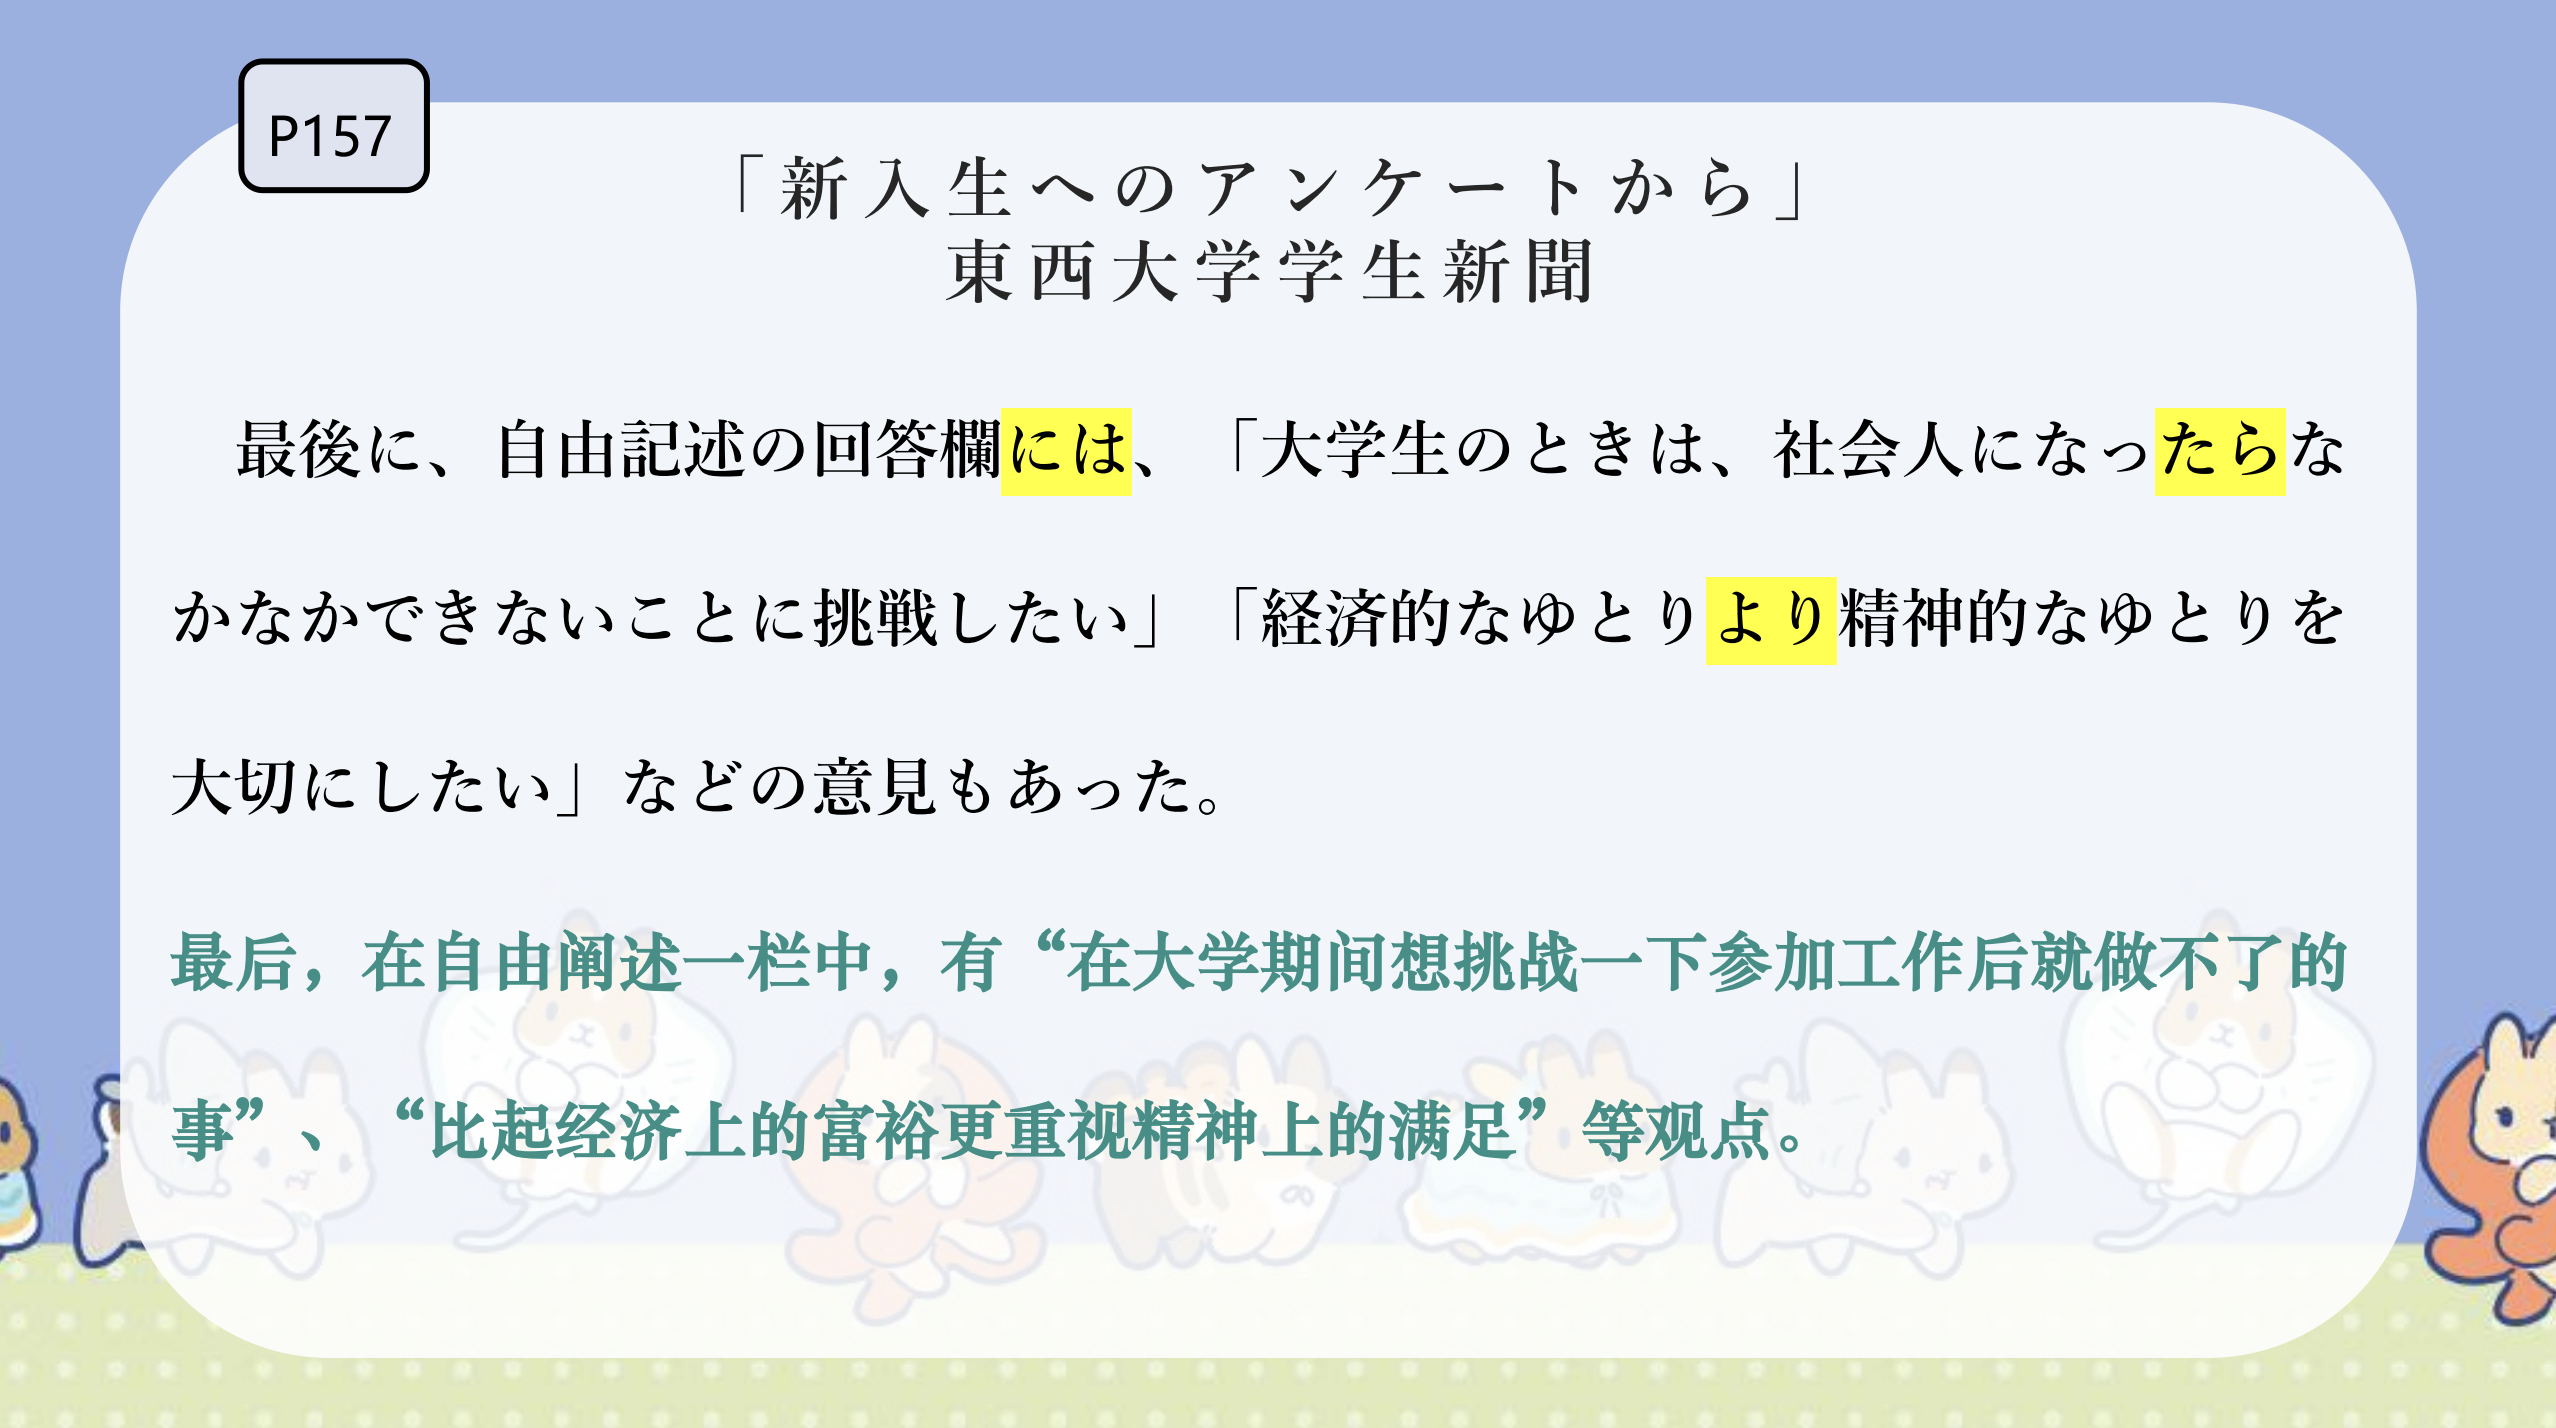 P157
「新入生へのアンケートから」
東西大学学生新聞
最後に、自由記述の回答欄には、「大学生のときは、社会人になったらな
かなかできないことに挑戦したい」「経済的なゆとりより精神的なゆとりを
大切にしたい」などの意見もあった。
最后，在自由阐述一栏中，有“在大学期间想挑战一下参加工作后就做不了的
事”、“比起经济上的富裕更重视精神上的满足”等观点。